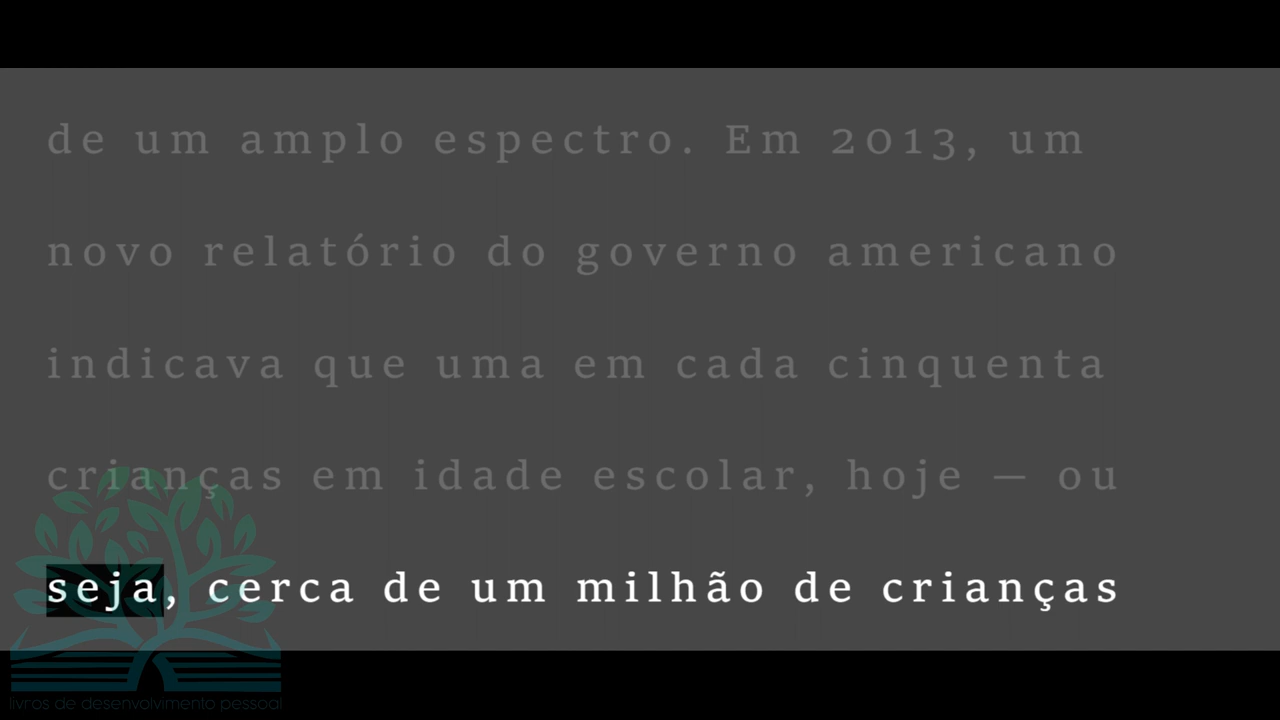 de um amplo espectro. Em 2013, um
novo relatório do governo americano
indicava que uma em cada cinquenta
crianças em idade escolar, hoje — ou
seja, cerca de um milhão de crianças
livros de desenvolvimento pessoal